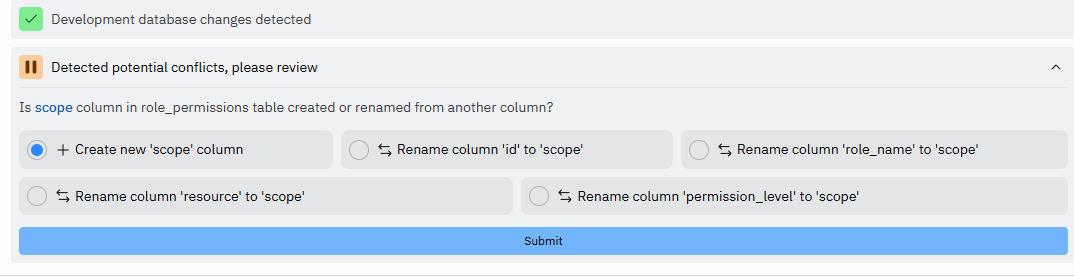 Development database changes detected
Detected potential conflicts, please review
Is scope column in role_permissions table created or renamed from another column?
+ Create new 'scope' column
Rename column 'id' to 'scope'
Rename column 'role_name' to 'scope'
Rename column 'resource' to 'scope'
Rename column 'permission_level' to 'scope'
Submit